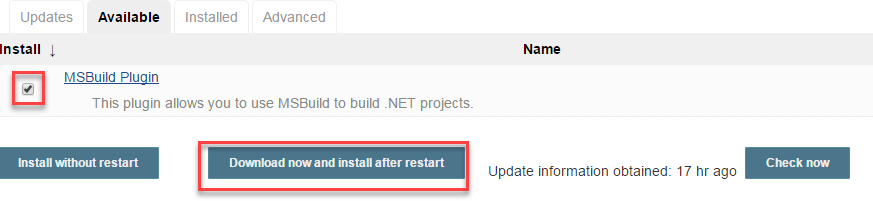 Updates Available Installed Advanced
Install ↓ Name
MSBuild Plugin
This plugin allows you to use MSBuild to build .NET projects.
Install without restart Download now and install after restart Update information obtained: 17 hr ago Check now